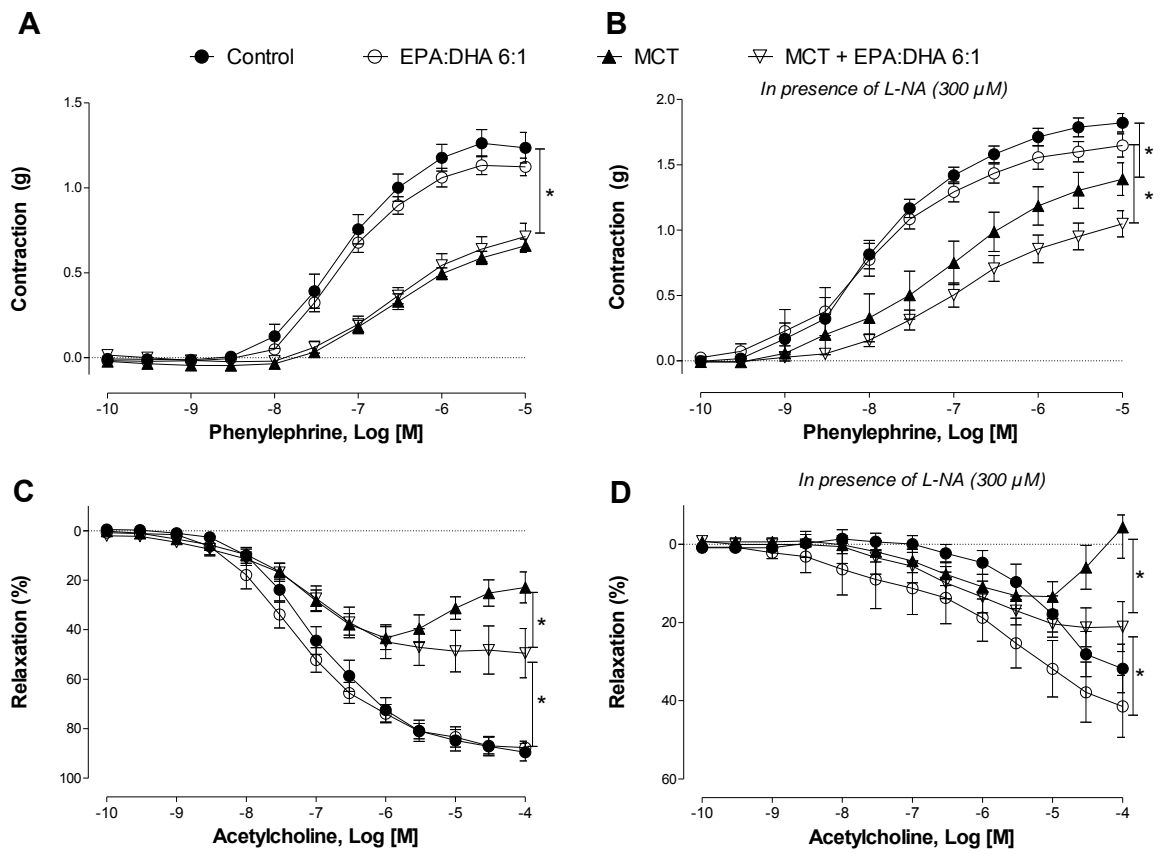 A
B
Control
EPA:DHA 6:1
MCT
MCT + EPA:DHA 6:1
In presence of L-NA (300 µM)
1.5
1.0
0.5
0.0
Contraction (g)
*
-10
-9
-8
-7
-6
-5
Phenylephrine, Log [M]
2.0
1.5
1.0
0.5
0.0
Contraction (g)
*
*
-10
-9
-8
-7
-6
-5
Phenylephrine, Log [M]
C
0
20
40
60
80
100
Relaxation (%)
*
*
-10
-9
-8
-7
-6
-5
-4
Acetylcholine, Log [M]
D
In presence of L-NA (300 µM)
0
20
40
60
Relaxation (%)
*
*
-10
-9
-8
-7
-6
-5
-4
Acetylcholine, Log [M]